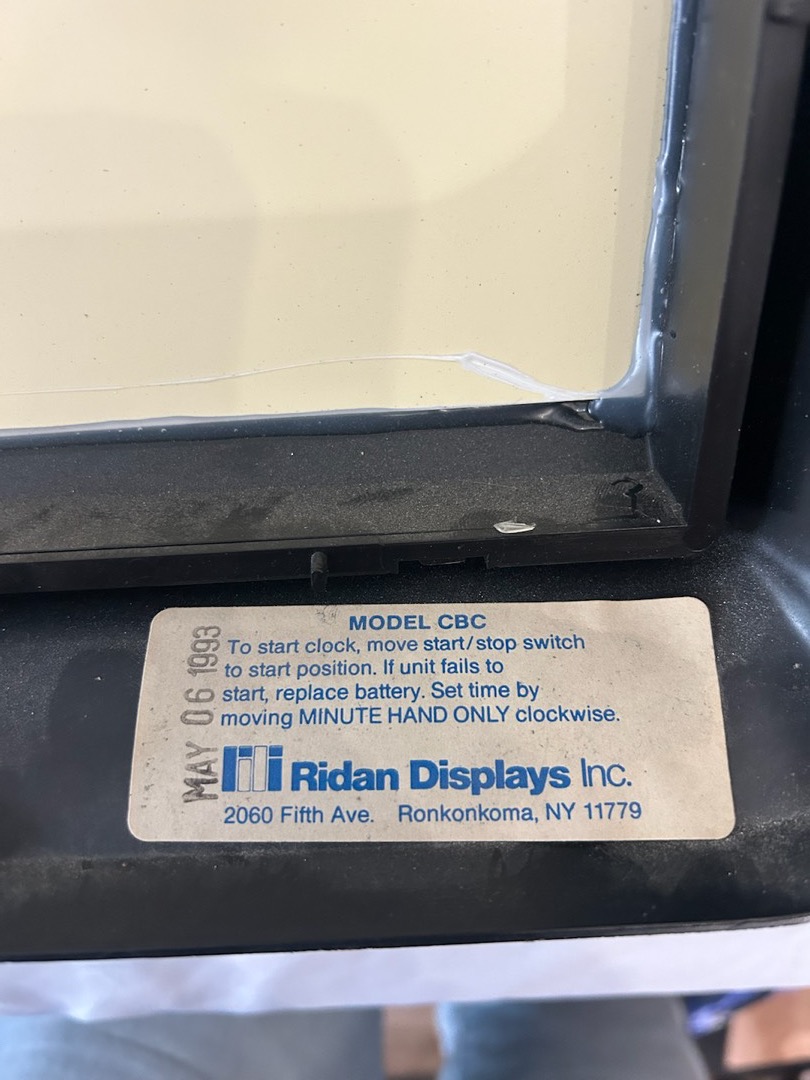 MODEL CBC
To start clock, move start/stop switch
to start position. If unit fails to
start, replace battery. Set time by
moving MINUTE HAND ONLY clockwise.
Ridan Displays Inc.
2060 Fifth Ave. Ronkonkoma, NY 11779
MAY 06 1993